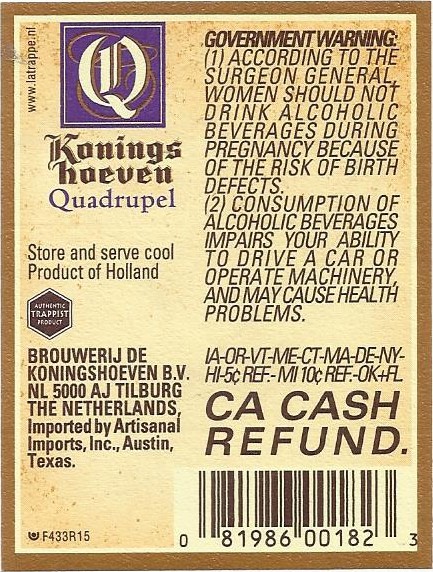 www.latrappe.nl
Q
Konings
hoeven
Quadrupel
Store and serve cool
Product of Holland
AUTHENTIC
TRAPPIST
PRODUCT
BROUWERIJ DE
KONINGSHOEVEN B.V.
NL 5000 AJ TILBURG
THE NETHERLANDS,
Imported by Artisanal
Imports, Inc., Austin,
Texas.
F433R15
GOVERNMENT WARNING:
(1) ACCORDING TO THE
SURGEON GENERAL,
WOMEN SHOULD NOT
DRINK ALCOHOLIC
BEVERAGES DURING
PREGNANCY BECAUSE
OF THE RISK OF BIRTH
DEFECTS.
(2) CONSUMPTION OF
ALCOHOLIC BEVERAGES
IMPAIRS YOUR ABILITY
TO DRIVE A CAR OR
OPERATE MACHINERY,
AND MAY CAUSE HEALTH
PROBLEMS.
IA-OR-VT-ME-CT-MA-DE-NY-
HI-5¢ REF.- MI 10¢ REF.-OK+FL
CA CASH
REFUND.
0 81986 00182 3